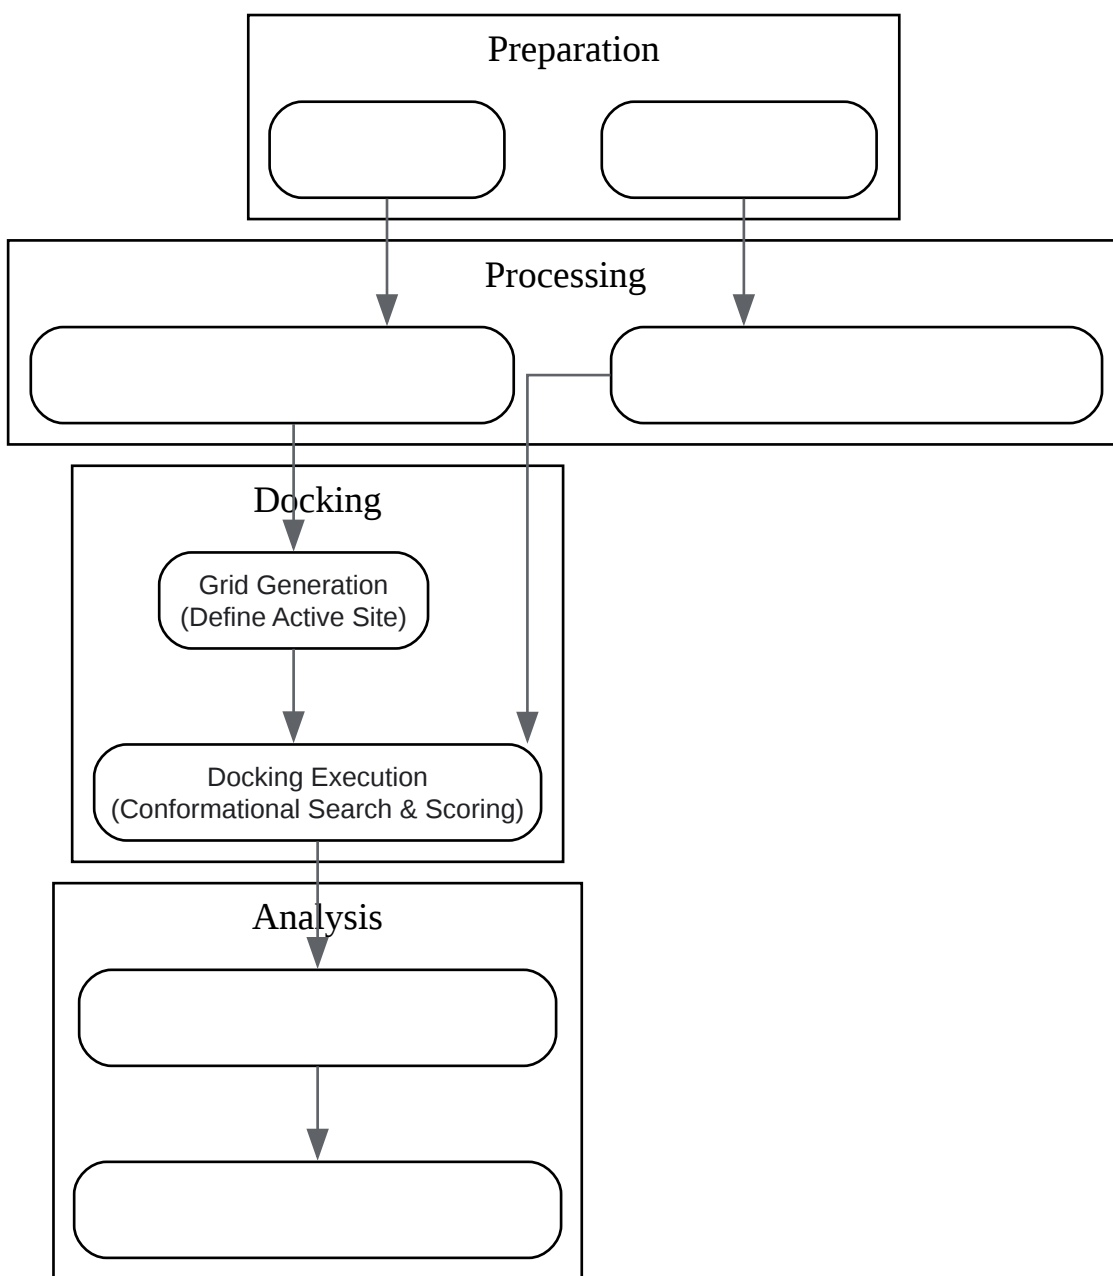 Preparation
Processing
Docking
Grid Generation
(Define Active Site)
Docking Execution
(Conformational Search & Scoring)
Analysis